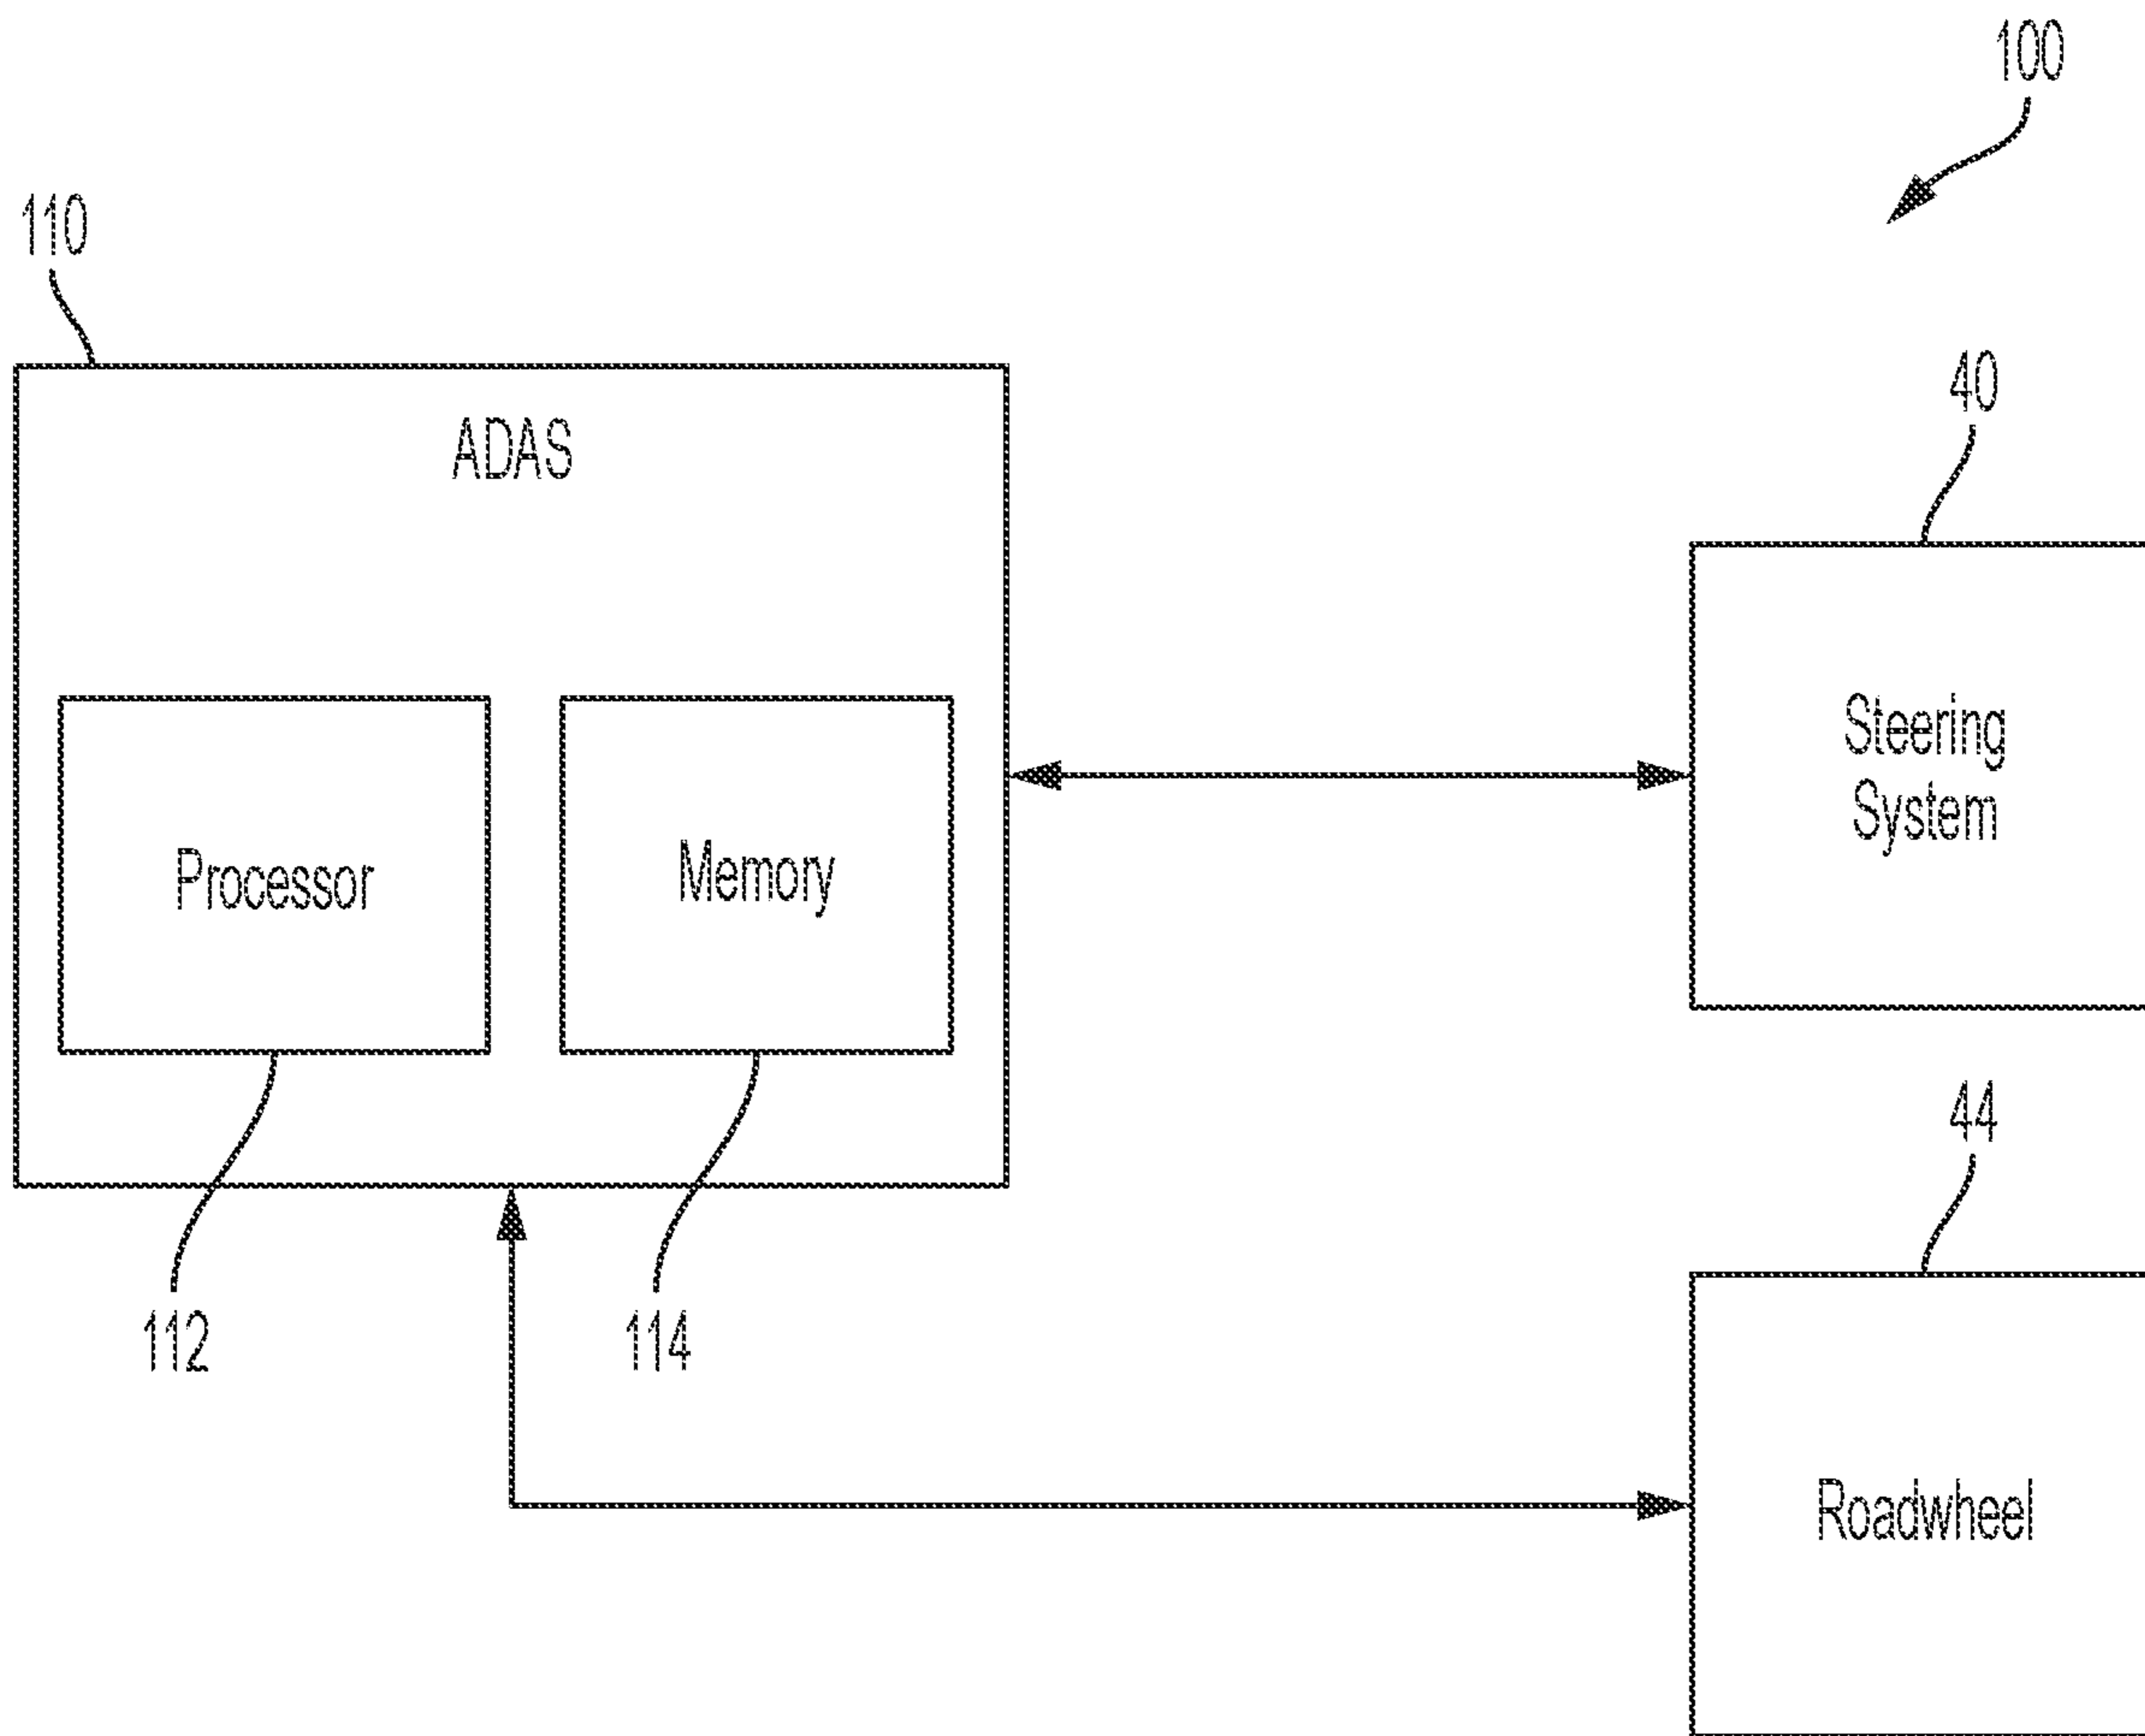 100
110
40
ADAS
Steering
System
Processor
Memory
44
112
114
Roadwheel